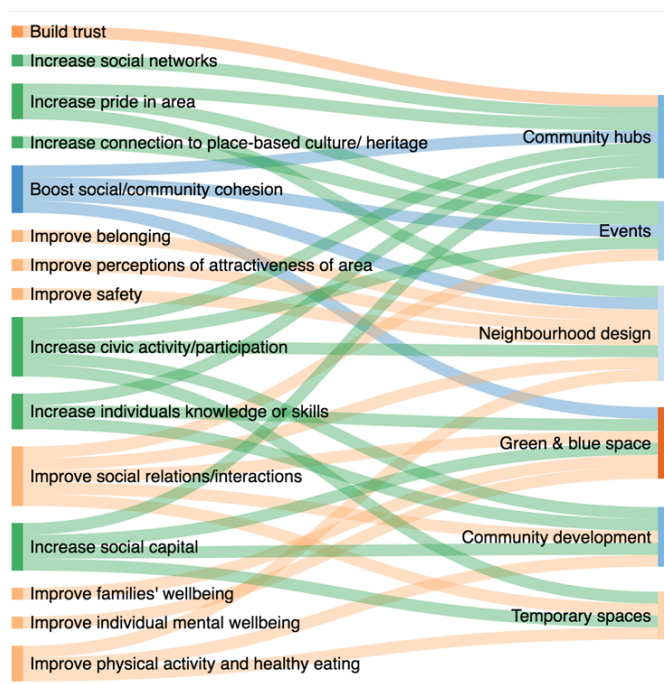 Build trust
Increase social networks
Increase pride in area
Increase connection to place-based culture/ heritage
Boost social/community cohesion
Improve belonging
Improve perceptions of attractiveness of area
Improve safety
Increase civic activity/participation
Increase individuals knowledge or skills
Improve social relations/interactions
Increase social capital
Improve families' wellbeing
Improve individual mental wellbeing
Improve physical activity and healthy eating
Community hubs
Events
Neighbourhood design
Green & blue space
Community development
Temporary spaces